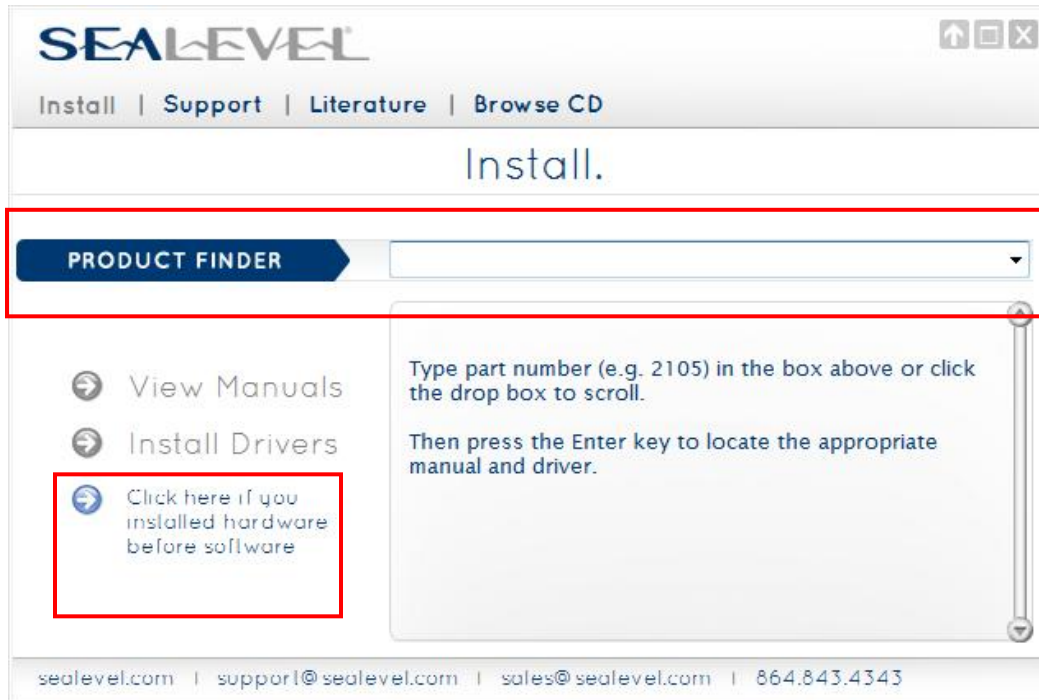 SEALEVEL
Install | Support | Literature | Browse CD
Install.
PRODUCT FINDER
Type part number (e.g. 2105) in the box above or click
the drop box to scroll.
Then press the Enter key to locate the appropriate
manual and driver.
View Manuals
Install Drivers
Click here if you
installed hardware
before software
sealevel.com | support@sealevel.com | sales@sealevel.com | 864.843.4343